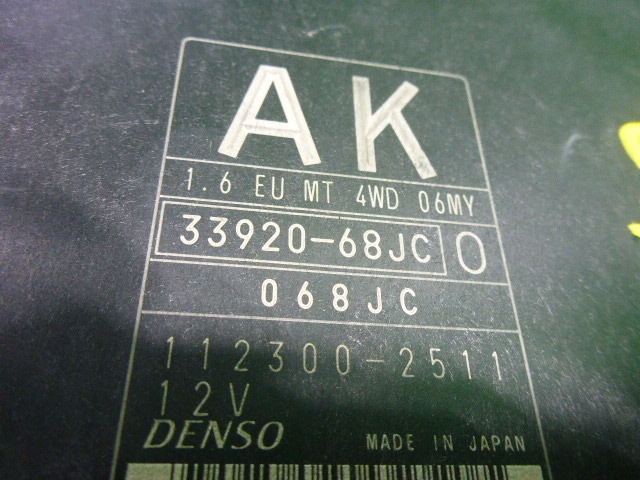 AK
1.6 EU MT 4WD 06MY
33920-68JC O
068JC
112300-2511
12V
DENSO MADE IN JAPAN